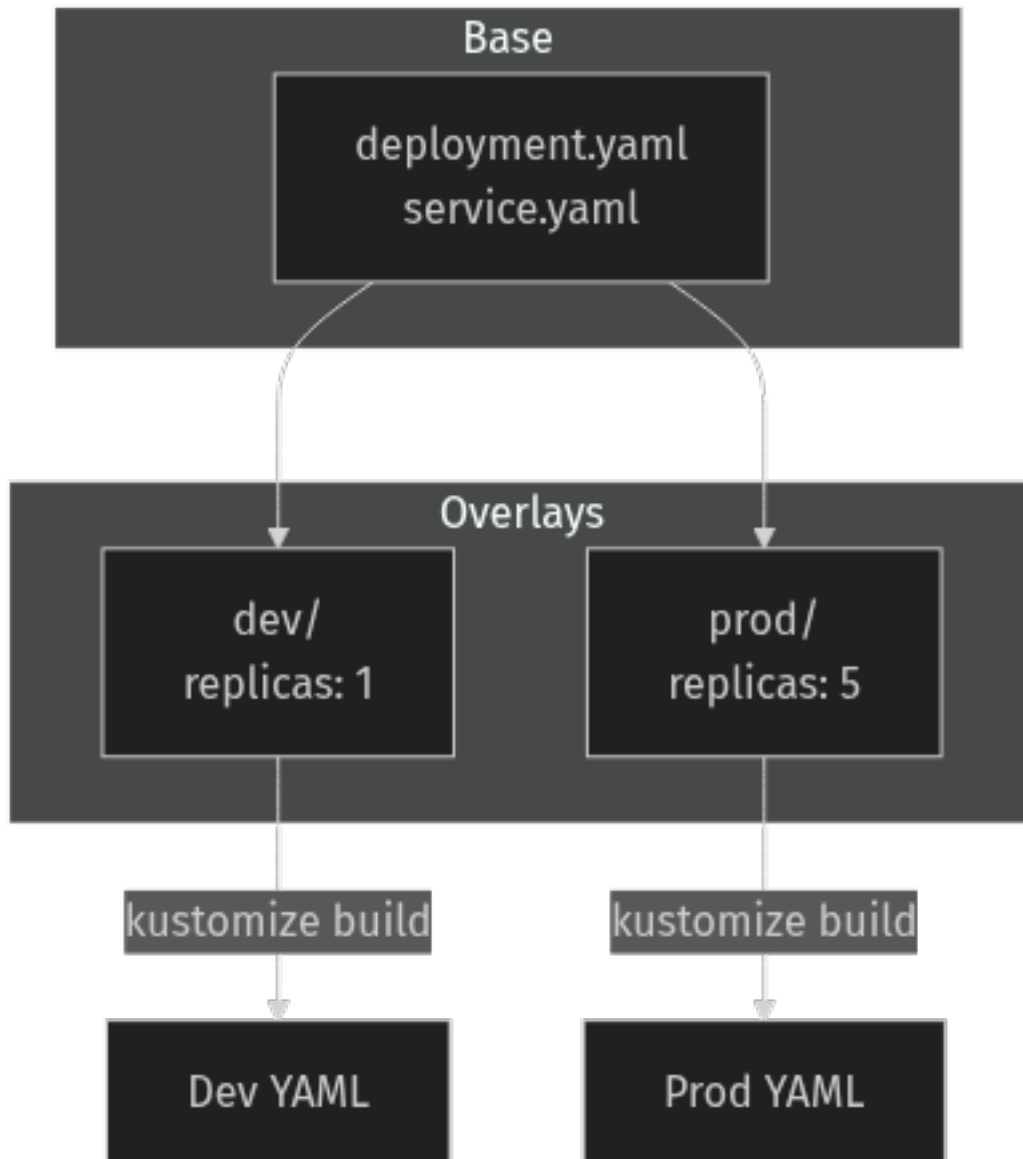 Base
deployment.yaml
service.yaml
Overlays
dev/
replicas: 1
prod/
replicas: 5
kustomize build
kustomize build
Dev YAML
Prod YAML